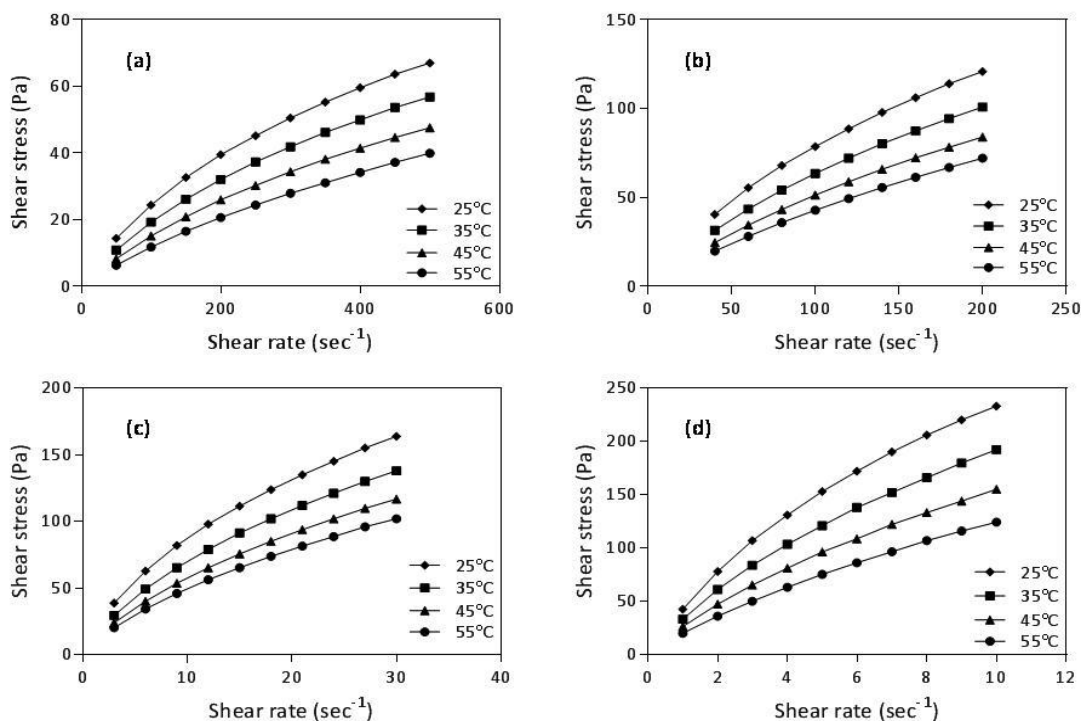 (a)
Shear stress (Pa)
80
60
40
20
0
0 200 400 600
Shear rate (sec⁻¹)
25°C
35°C
45°C
55°C
(b)
Shear stress (Pa)
150
100
50
0
0 50 100 150 200 250
Shear rate (sec⁻¹)
25°C
35°C
45°C
55°C
(c)
Shear stress (Pa)
200
150
100
50
0
0 10 20 30 40
Shear rate (sec⁻¹)
25°C
35°C
45°C
55°C
(d)
Shear stress (Pa)
250
200
150
100
50
0
0 2 4 6 8 10 12
Shear rate (sec⁻¹)
25°C
35°C
45°C
55°C